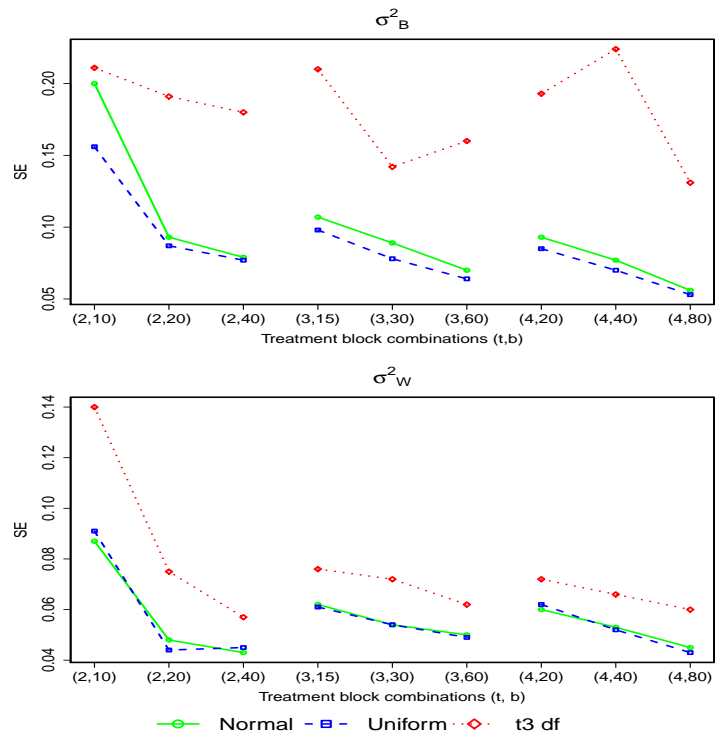 σ²_B
SE
0.20
0.15
0.10
0.05
(2,10) (2,20) (2,40) (3,15) (3,30) (3,60) (4,20) (4,40) (4,80)
Treatment block combinations (t,b)
σ²_W
SE
0.14
0.12
0.10
0.08
0.06
0.04
(2,10) (2,20) (2,40) (3,15) (3,30) (3,60) (4,20) (4,40) (4,80)
Treatment block combinations (t, b)
Normal Uniform t3 df